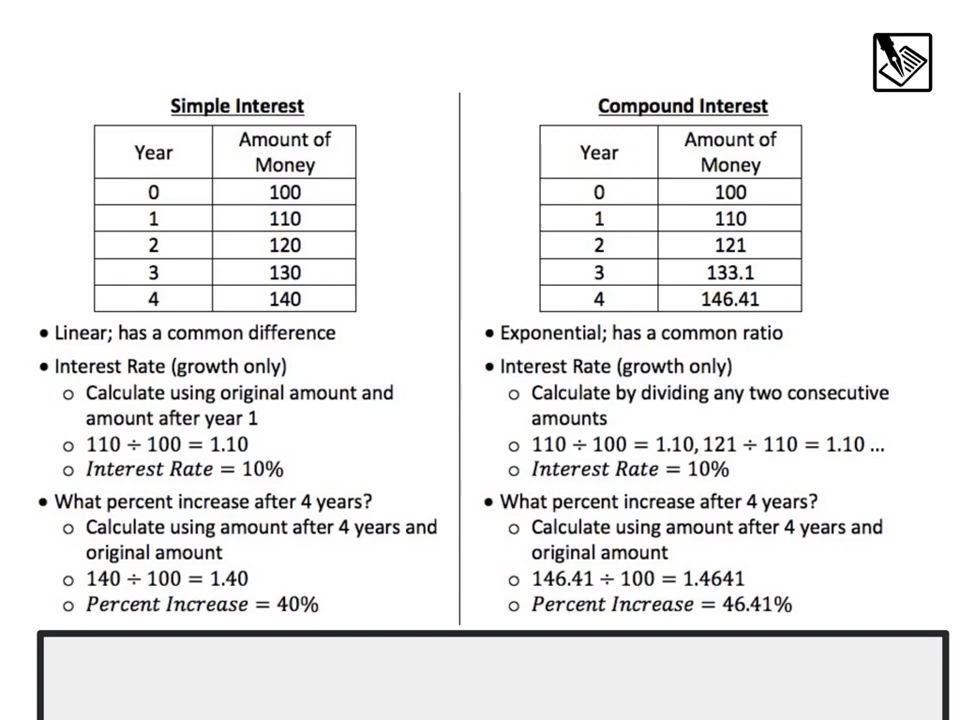 Simple Interest
Year Amount of Money
0 100
1 110
2 120
3 130
4 140
• Linear; has a common difference
• Interest Rate (growth only)
o Calculate using original amount and
amount after year 1
o 110 ÷ 100 = 1.10
o Interest Rate = 10%
• What percent increase after 4 years?
o Calculate using amount after 4 years and
original amount
o 140 ÷ 100 = 1.40
o Percent Increase = 40%
Compound Interest
Year Amount of Money
0 100
1 110
2 121
3 133.1
4 146.41
• Exponential; has a common ratio
• Interest Rate (growth only)
o Calculate by dividing any two consecutive
amounts
o 110 ÷ 100 = 1.10, 121 ÷ 110 = 1.10 ...
o Interest Rate = 10%
• What percent increase after 4 years?
o Calculate using amount after 4 years and
original amount
o 146.41 ÷ 100 = 1.4641
o Percent Increase = 46.41%